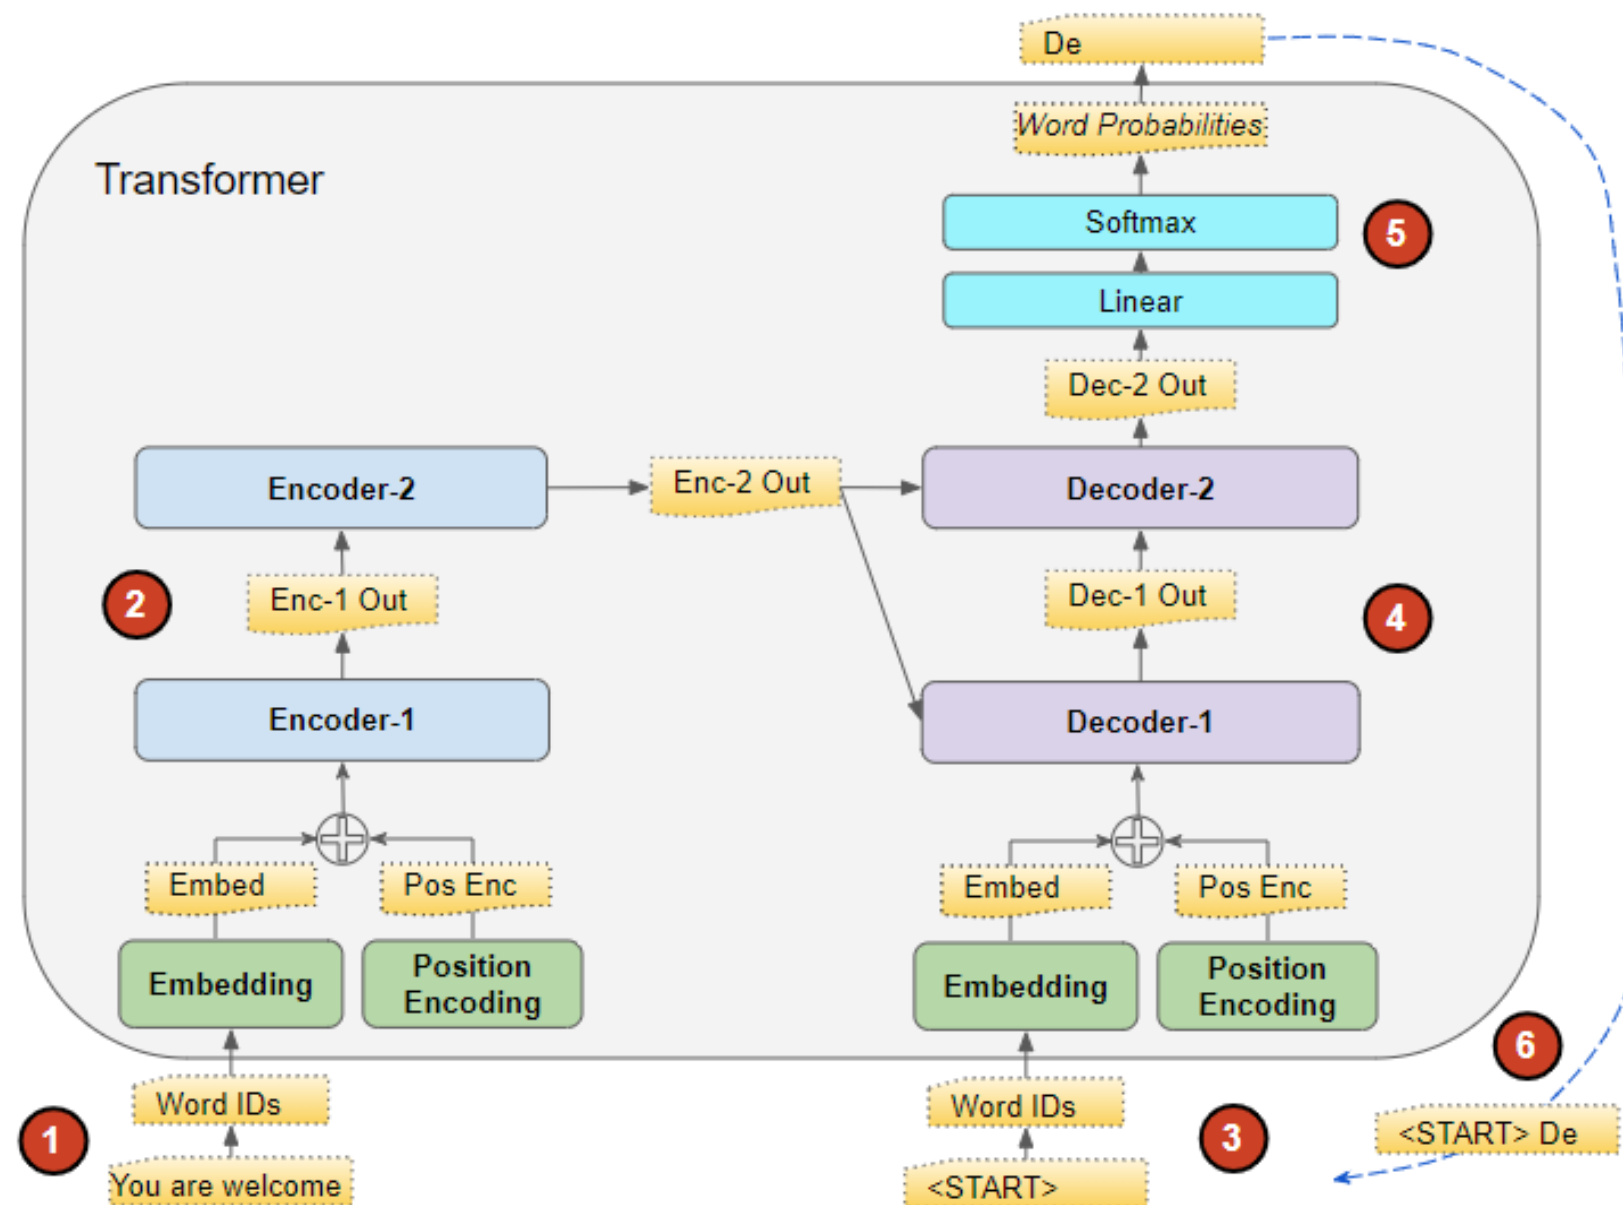 De
Word Probabilities
Transformer
Softmax
5
Linear
Dec-2 Out
Encoder-2
Enc-2 Out
Decoder-2
2
Enc-1 Out
Dec-1 Out
4
Encoder-1
Decoder-1
Embed
Pos Enc
Embed
Pos Enc
Embedding
Position
Encoding
Embedding
Position
Encoding
6
1
Word IDs
Word IDs
3
<START> De
You are welcome
<START>